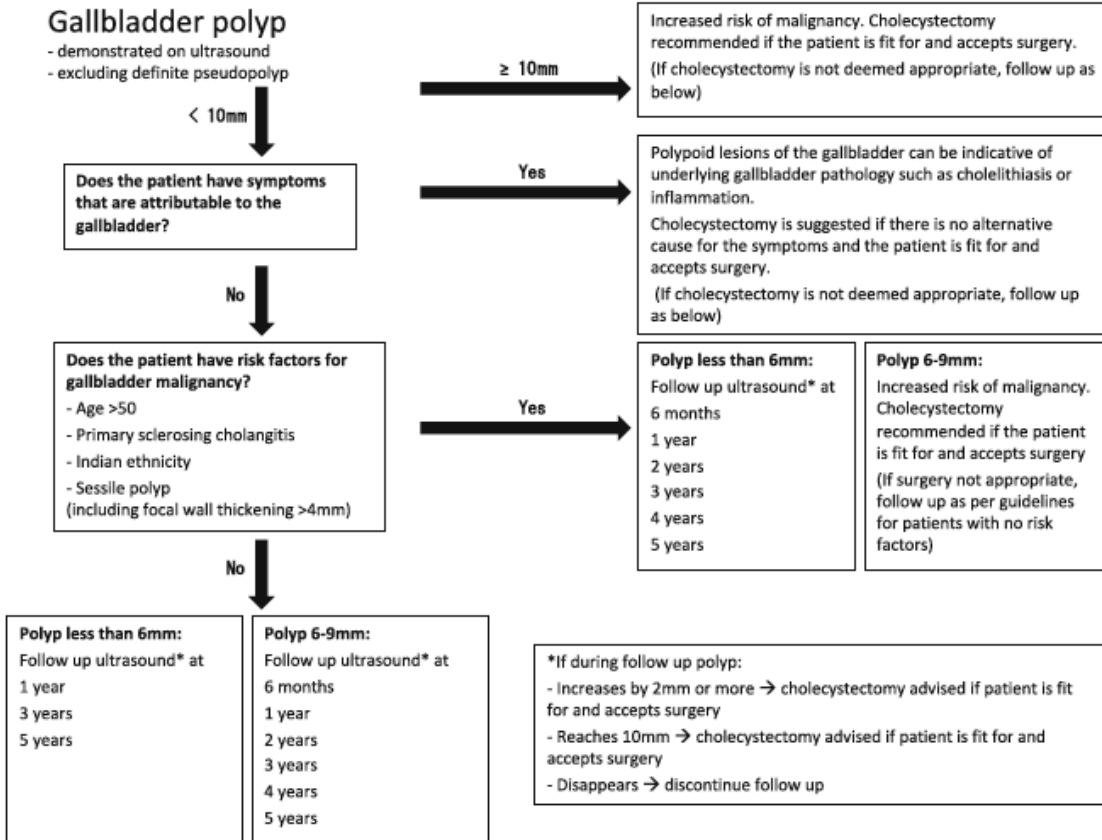 Gallbladder polyp
- demonstrated on ultrasound
- excluding definite pseudopolyp
≥ 10mm
Increased risk of malignancy. Cholecystectomy
recommended if the patient is fit for and accepts surgery.
(If cholecystectomy is not deemed appropriate, follow up as
below)
< 10mm
Does the patient have symptoms
that are attributable to the
gallbladder?
Yes
Polypoid lesions of the gallbladder can be indicative of
underlying gallbladder pathology such as cholelithiasis or
inflammation.
Cholecystectomy is suggested if there is no alternative
cause for the symptoms and the patient is fit for and
accepts surgery.
(If cholecystectomy is not deemed appropriate, follow up
as below)
No
Does the patient have risk factors for
gallbladder malignancy?
- Age >50
- Primary sclerosing cholangitis
- Indian ethnicity
- Sessile polyp
(including focal wall thickening >4mm)
Yes
Polyp less than 6mm:
Follow up ultrasound* at
6 months
1 year
2 years
3 years
4 years
5 years
Polyp 6-9mm:
Increased risk of malignancy.
Cholecystectomy
recommended if the patient
is fit for and accepts surgery
(If surgery not appropriate,
follow up as per guidelines
for patients with no risk
factors)
No
Polyp less than 6mm:
Follow up ultrasound* at
1 year
3 years
5 years
Polyp 6-9mm:
Follow up ultrasound* at
6 months
1 year
2 years
3 years
4 years
5 years
*If during follow up polyp:
- Increases by 2mm or more → cholecystectomy advised if patient is fit
for and accepts surgery
- Reaches 10mm → cholecystectomy advised if patient is fit for and
accepts surgery
- Disappears → discontinue follow up